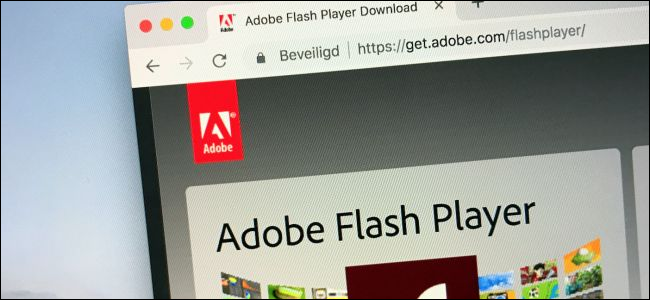 Adobe Flash Player Download
Beveiligd https://get.adobe.com/flashplayer/
Adobe
Adobe Flash Player